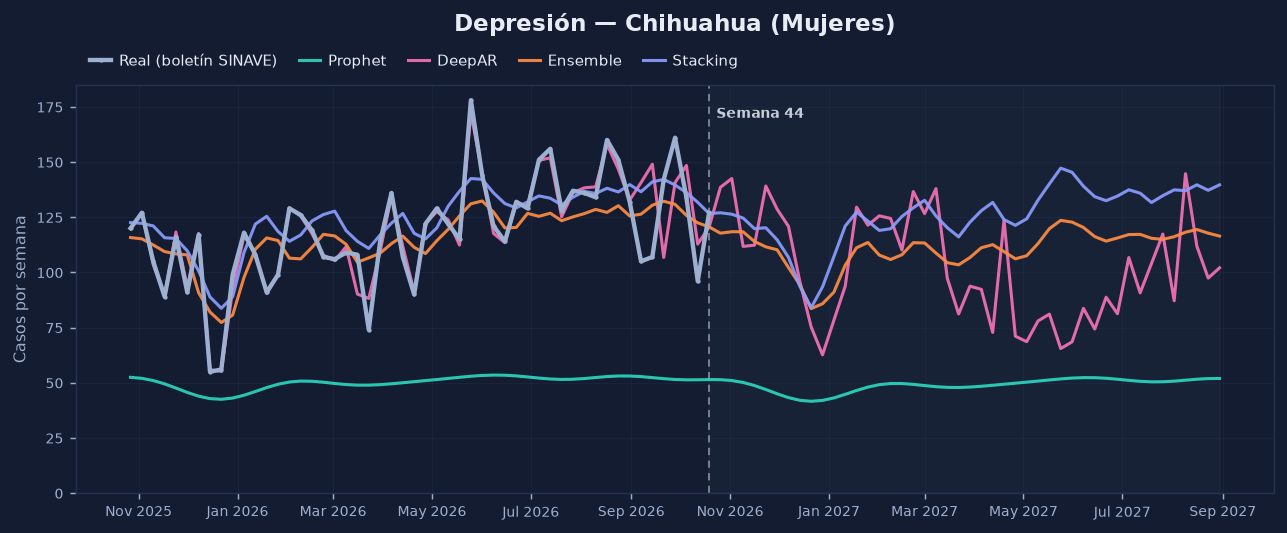 Depresión — Chihuahua (Mujeres)
Real (boletín SINAVE) Prophet DeepAR Ensemble Stacking
Semana 44
Casos por semana
175
150
125
100
75
50
25
0
Nov 2025 Jan 2026 Mar 2026 May 2026 Jul 2026 Sep 2026 Nov 2026 Jan 2027 Mar 2027 May 2027 Jul 2027 Sep 2027